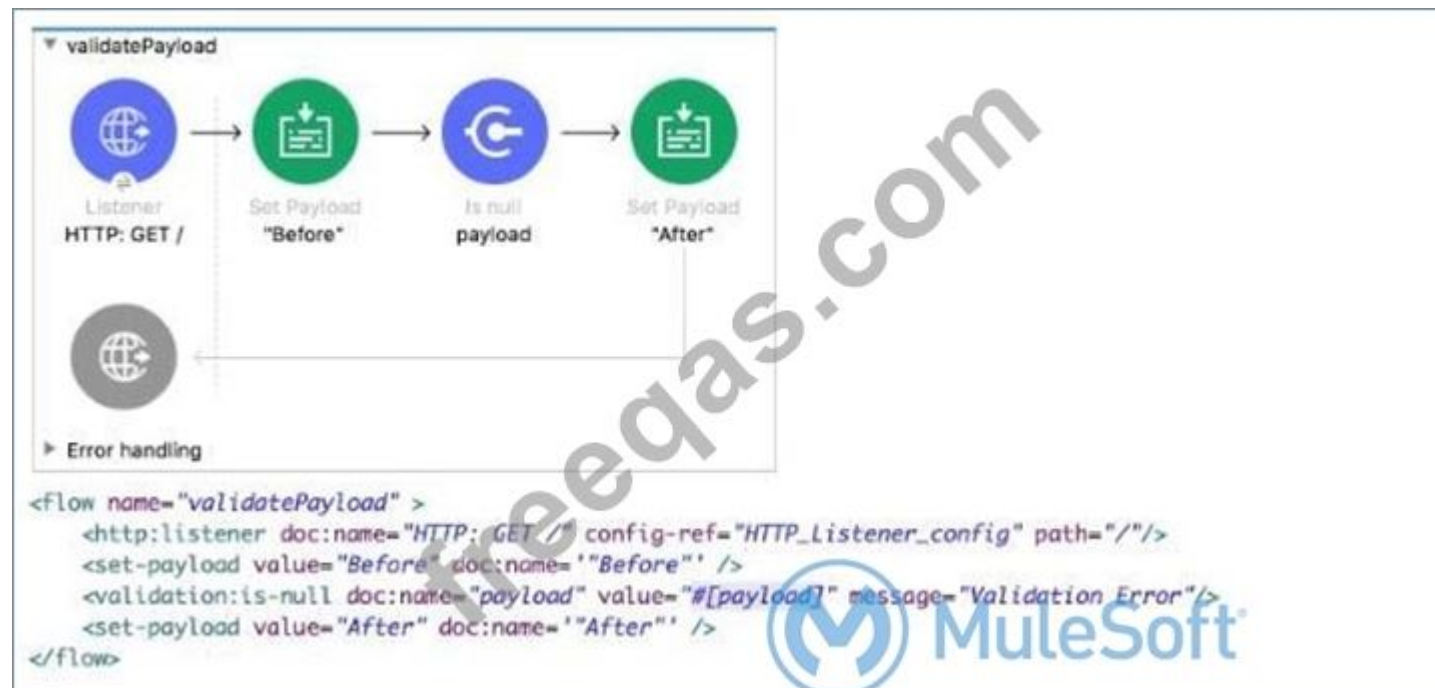 validatePayload
Listener
HTTP: GET /
Set Payload
"Before"
Is null
payload
Set Payload
"After"
Error handling
<flow name="validatePayload" >
<http:listener doc:name="HTTP: GET /" config-ref="HTTP_Listener_config" path="/"/>
<set-payload value="Before" doc:name='"Before"' />
<validation:is-null doc:name="payload" value="#[payload]" message="Validation Error"/>
<set-payload value="After" doc:name='"After"' />
</flow>
freeqas.com
MuleSoft